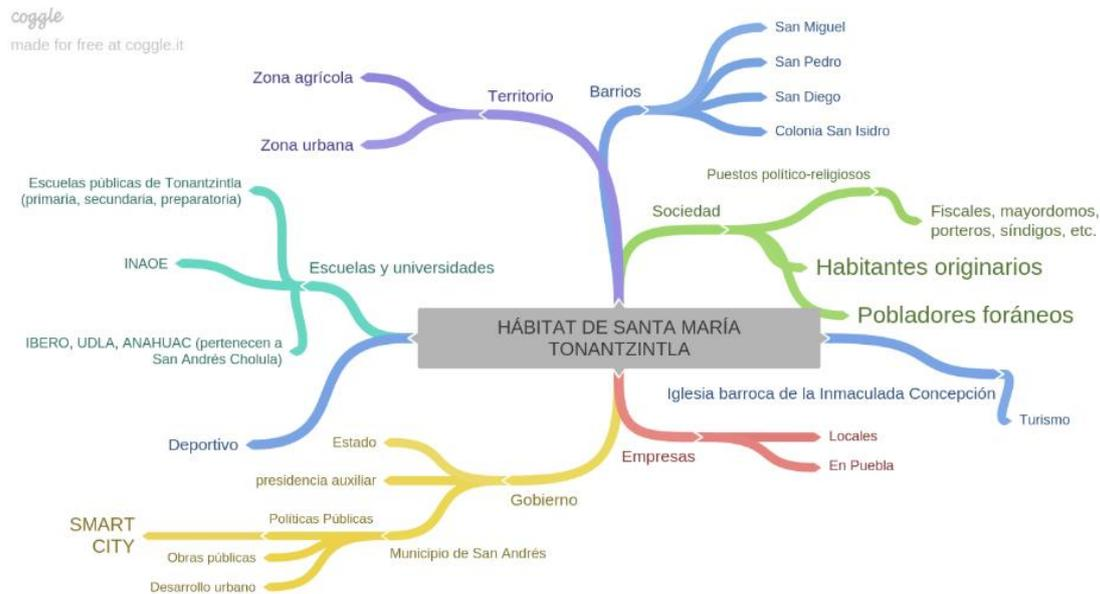 coggle
made for free at coggle.it
San Miguel
San Pedro
San Diego
Colonia San Isidro
Barrios
Zona agrícola
Zona urbana
Territorio
Puestos político-religiosos
Fiscales, mayordomos,
porteros, síndigos, etc.
Sociedad
Habitantes originarios
Pobladores foráneos
Escuelas públicas de Tonantzintla
(primaria, secundaria, preparatoria)
INAOE
Escuelas y universidades
IBERO, UDLA, ANAHUAC (pertenecen a
San Andrés Cholula)
HÁBITAT DE SANTA MARÍA
TONANTZINTLA
Iglesia barroca de la Inmaculada Concepción
Turismo
Deportivo
Empresas
Locales
En Puebla
Estado
presidencia auxiliar
Gobierno
Políticas Públicas
Municipio de San Andrés
SMART
CITY
Obras públicas
Desarrollo urbano